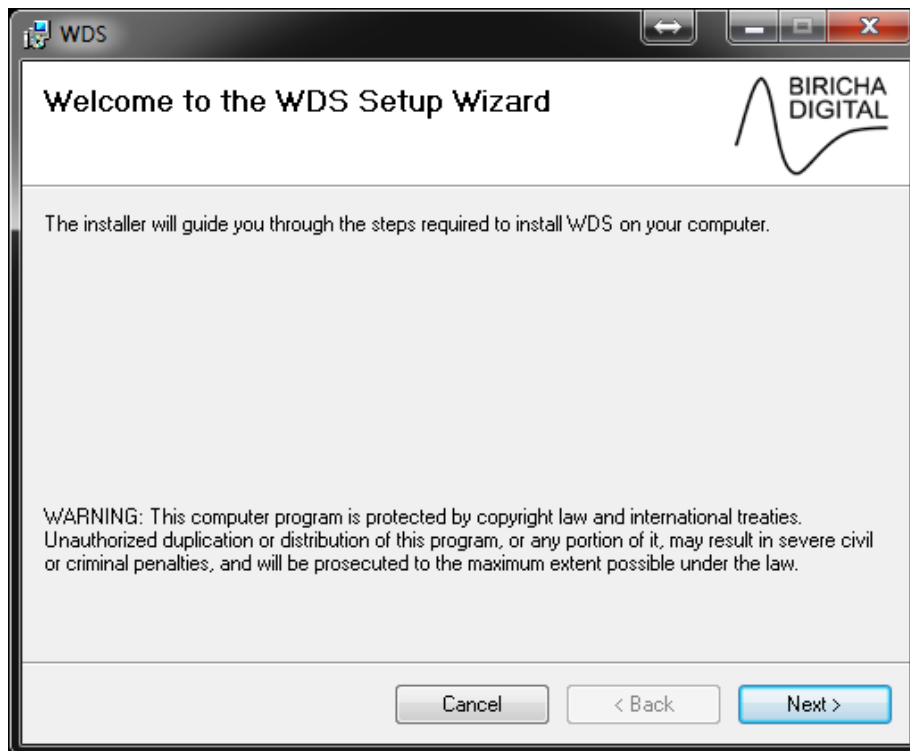 WDS
Welcome to the WDS Setup Wizard
BIRICHA
DIGITAL
The installer will guide you through the steps required to install WDS on your computer.
WARNING: This computer program is protected by copyright law and international treaties.
Unauthorized duplication or distribution of this program, or any portion of it, may result in severe civil
or criminal penalties, and will be prosecuted to the maximum extent possible under the law.
Cancel
< Back
Next >